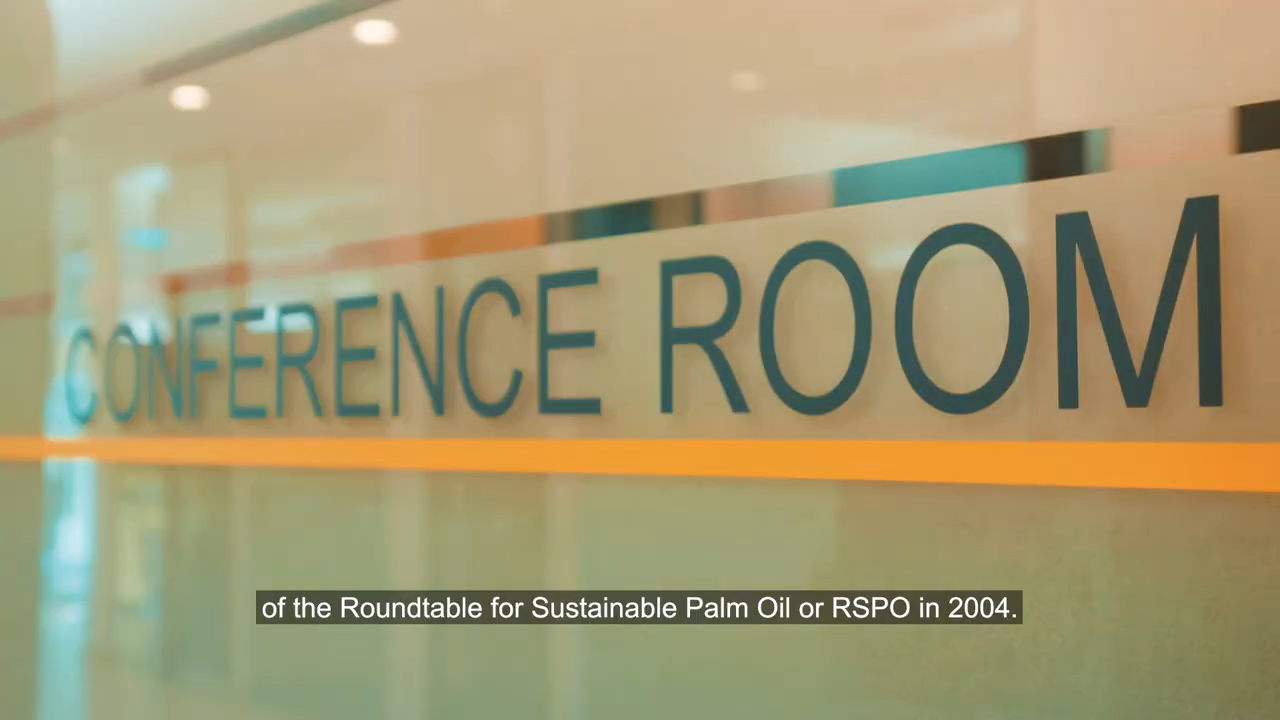 CONFERENCE ROOM
of the Roundtable for Sustainable Palm Oil or RSPO in 2004.